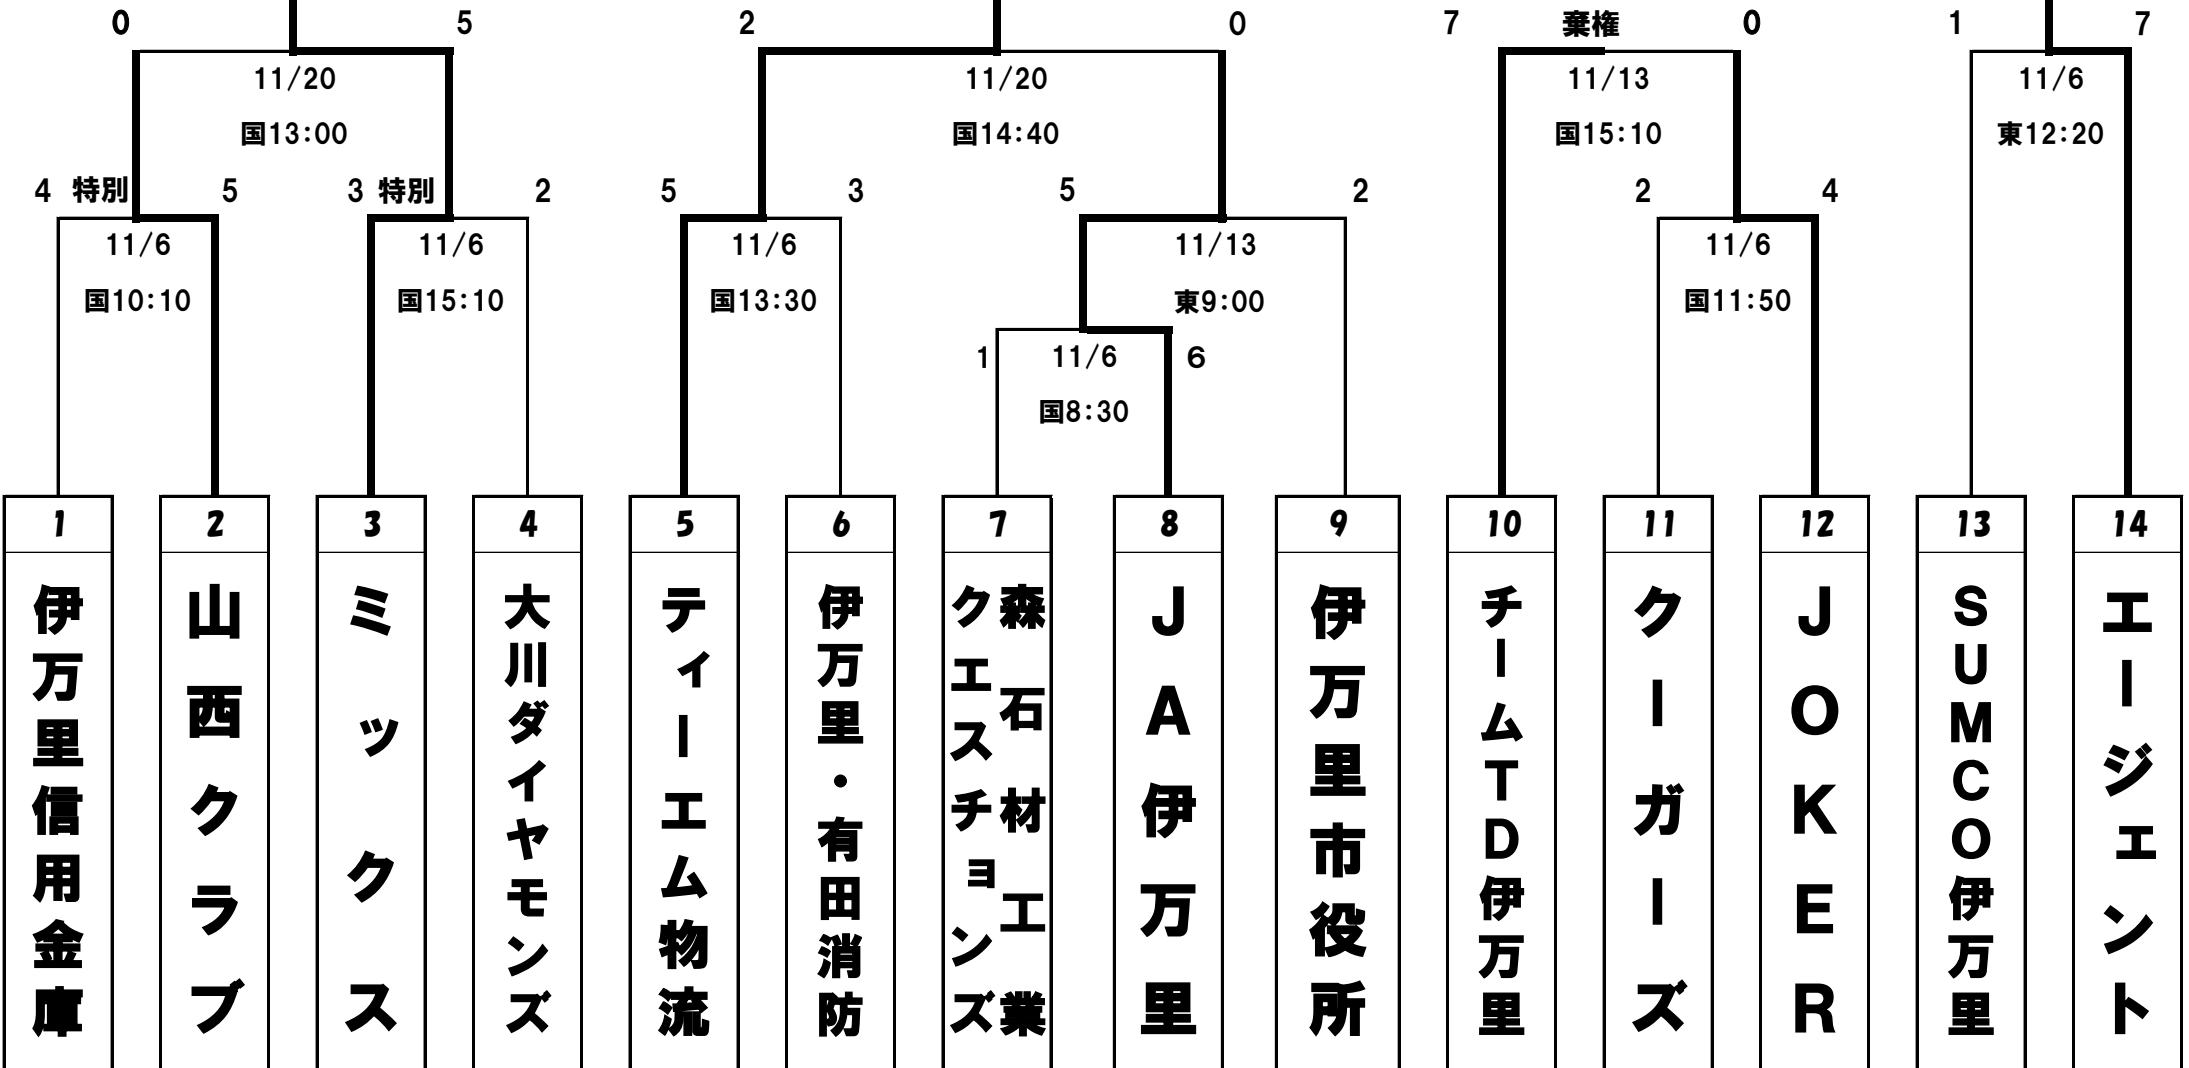 0 5 2 0 7 棄権 0 1 7
11/20 11/20 11/13 11/6
国13:00 国14:40 国15:10 東12:20
4 特別 5 3 特別 2 5 3 5 2 2 4
11/6 11/6 11/6 11/13 11/6
国10:10 国15:10 国13:30 東9:00 国11:50
1 11/6 6
国8:30
1 2 3 4 5 6 7 8 9 10 11 12 13 14
伊万里信用金庫
山西クラブ
ミックス
大川ダイヤモンズ
ティーエム物流
伊万里・有田消防
森石材工業
クエスチョンズ
JA伊万里
伊万里市役所
チームTD伊万里
クーガーズ
JOKER
SUMCO伊万里
エージェント